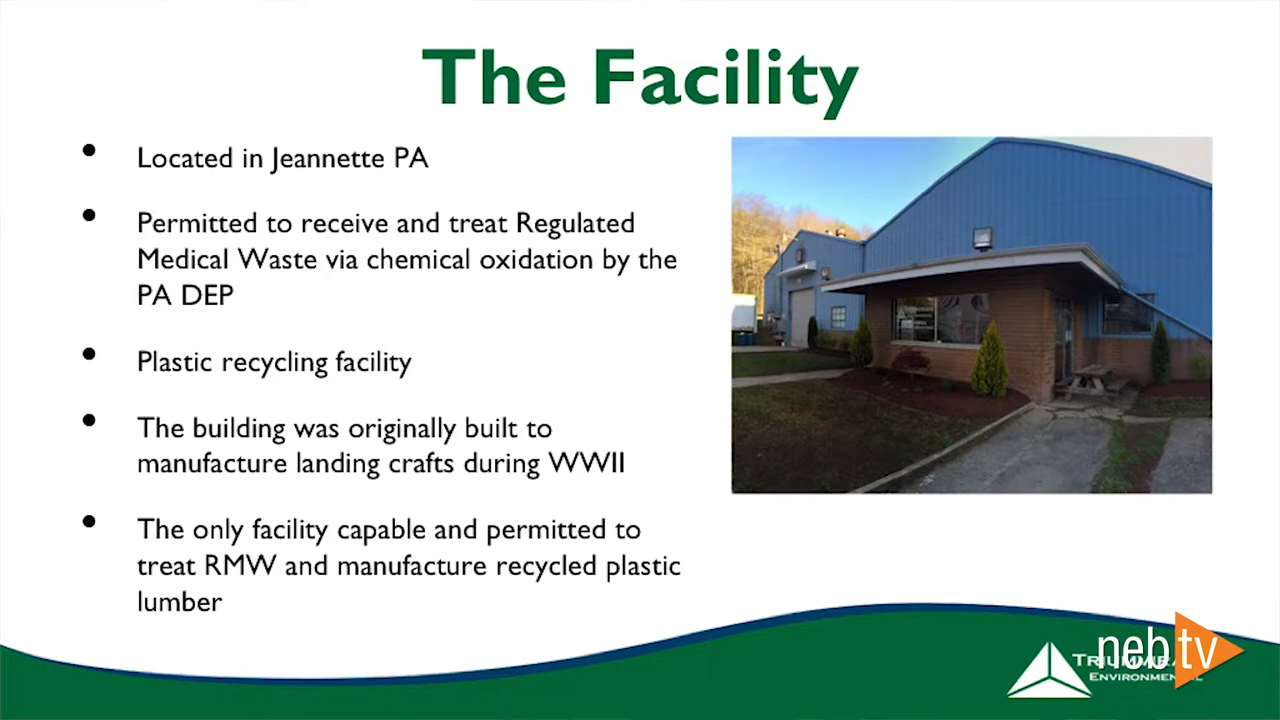 The Facility
• Located in Jeannette PA
• Permitted to receive and treat Regulated
Medical Waste via chemical oxidation by the
PA DEP
• Plastic recycling facility
• The building was originally built to
manufacture landing crafts during WWII
• The only facility capable and permitted to
treat RMW and manufacture recycled plastic
lumber
neb tv